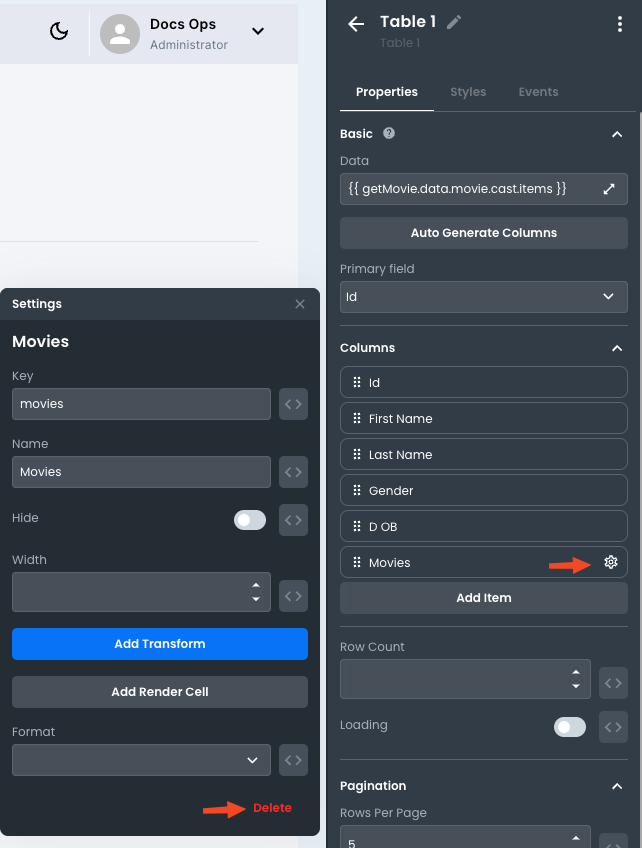 Docs Ops
Administrator
Settings
Movies
Key
movies
Name
Movies
Hide
Width
Add Transform
Add Render Cell
Format
Delete
Table 1
Table 1
Properties
Styles
Events
Basic
Data
{{ getMovie.data.movie.cast.items }}
Auto Generate Columns
Primary field
Id
Columns
Id
First Name
Last Name
Gender
D OB
Movies
Add Item
Row Count
Loading
Pagination
Rows Per Page
5